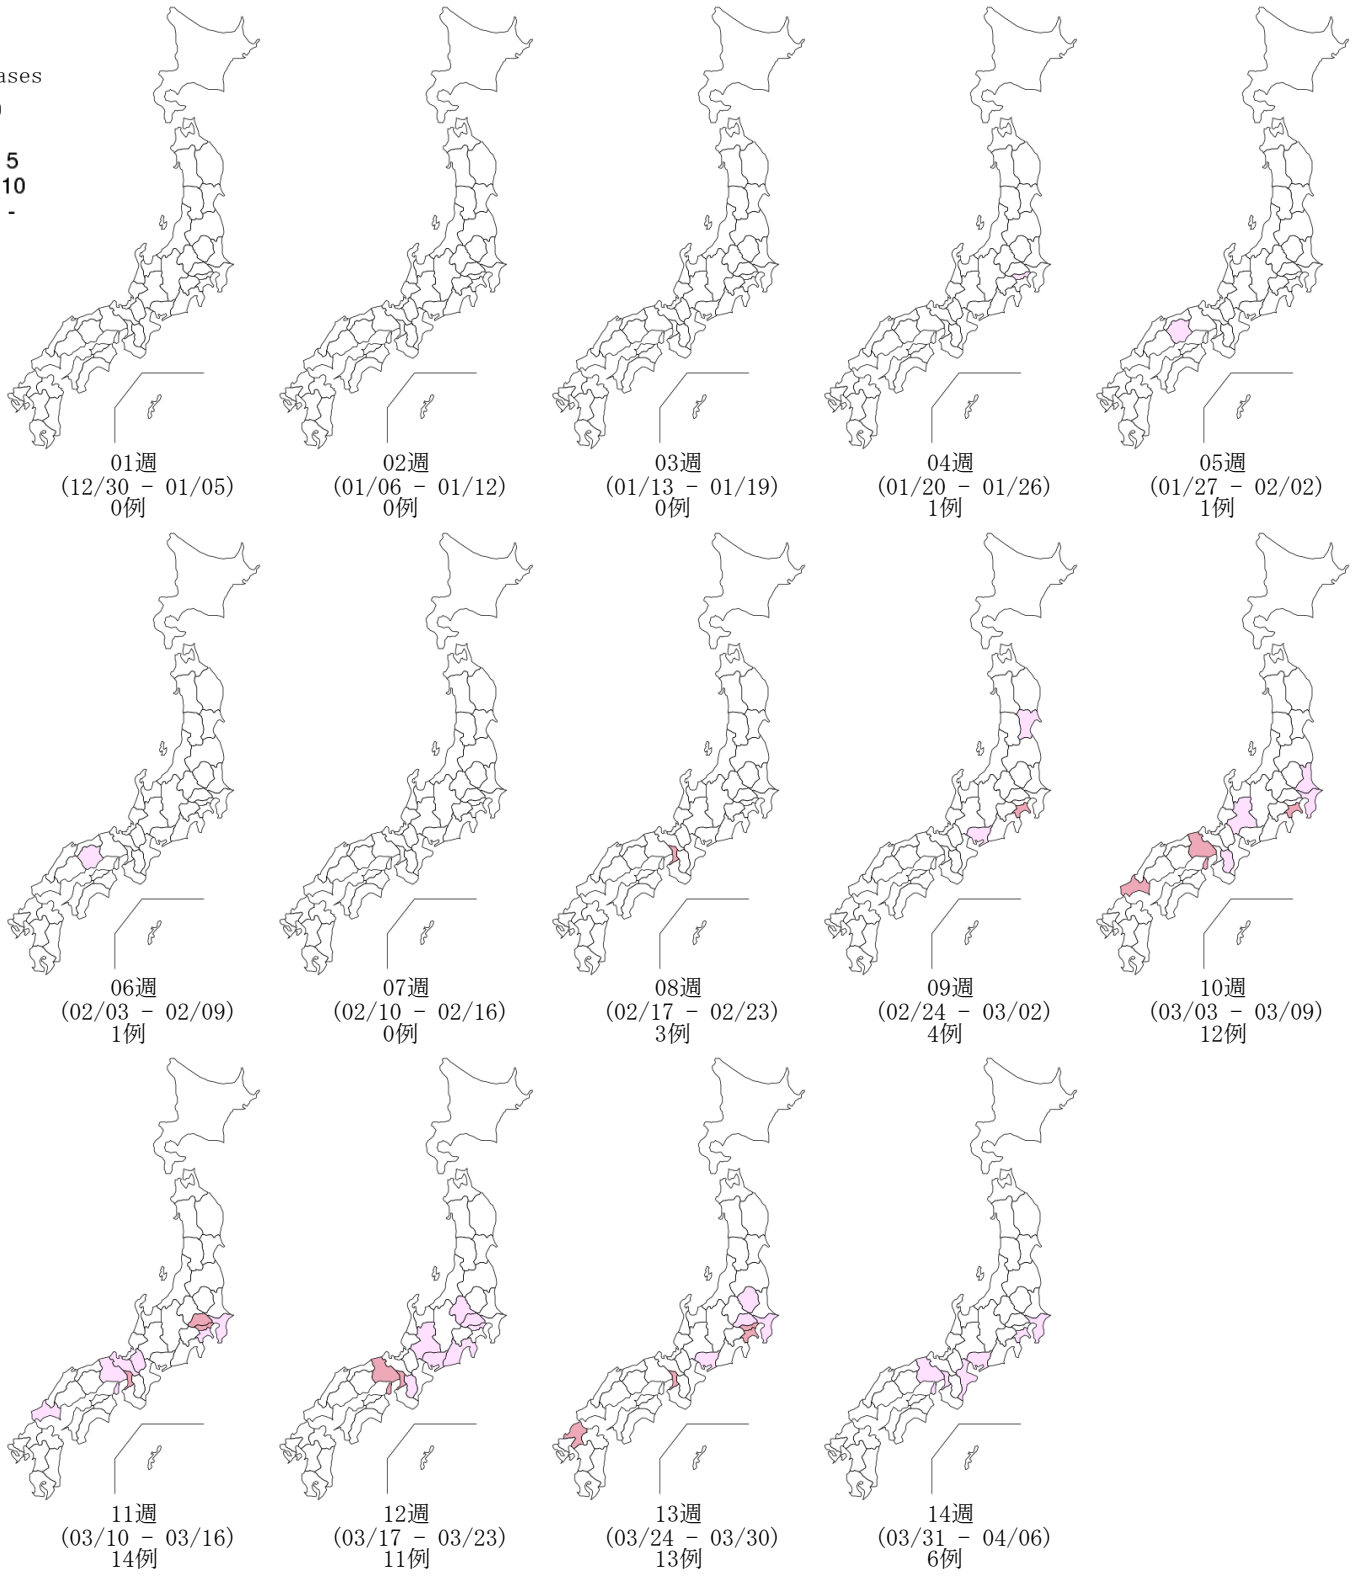 ases
5
10
-
01週
(12/30 - 01/05)
0例
02週
(01/06 - 01/12)
0例
03週
(01/13 - 01/19)
0例
04週
(01/20 - 01/26)
1例
05週
(01/27 - 02/02)
1例
06週
(02/03 - 02/09)
1例
07週
(02/10 - 02/16)
0例
08週
(02/17 - 02/23)
3例
09週
(02/24 - 03/02)
4例
10週
(03/03 - 03/09)
12例
11週
(03/10 - 03/16)
14例
12週
(03/17 - 03/23)
11例
13週
(03/24 - 03/30)
13例
14週
(03/31 - 04/06)
6例